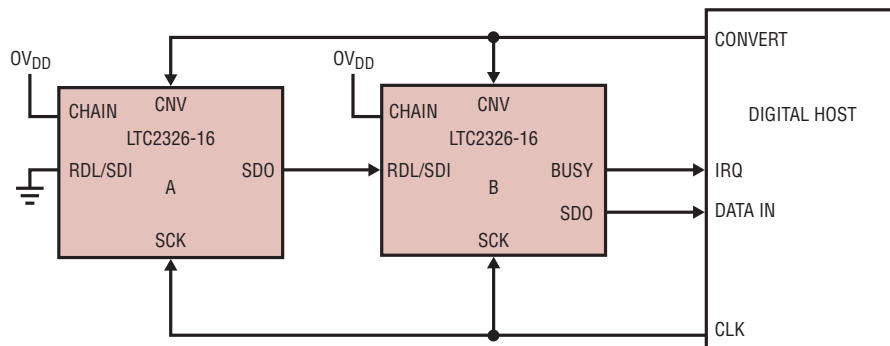 CONVERT
OVDD
OVDD
CNV
CNV
CHAIN
CHAIN
LTC2326-16
LTC2326-16
DIGITAL HOST
RDL/SDI
SDO
RDL/SDI
BUSY
IRQ
A
B
SDO
DATA IN
SCK
SCK
CLK